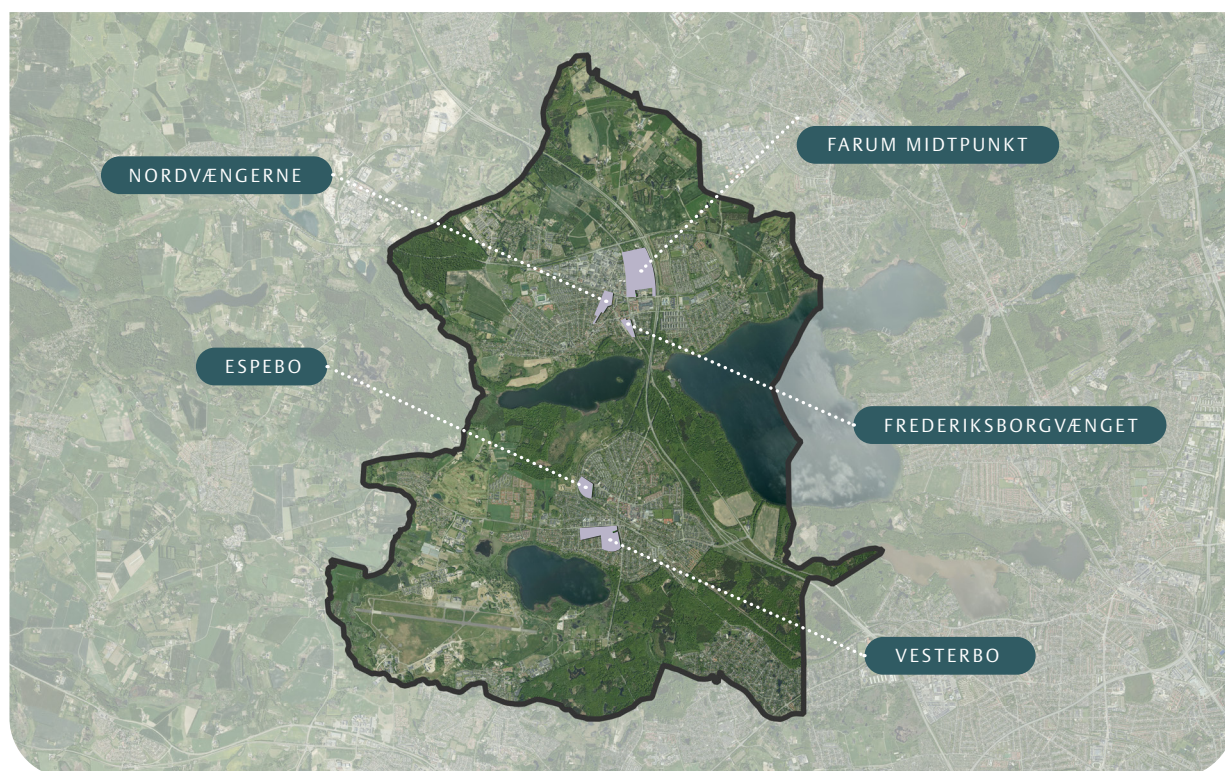 FARUM MIDTPUNKT
NORDVÆNGERNE
ESPEBO
FREDERIKSBORGVÆNGET
VESTERBO